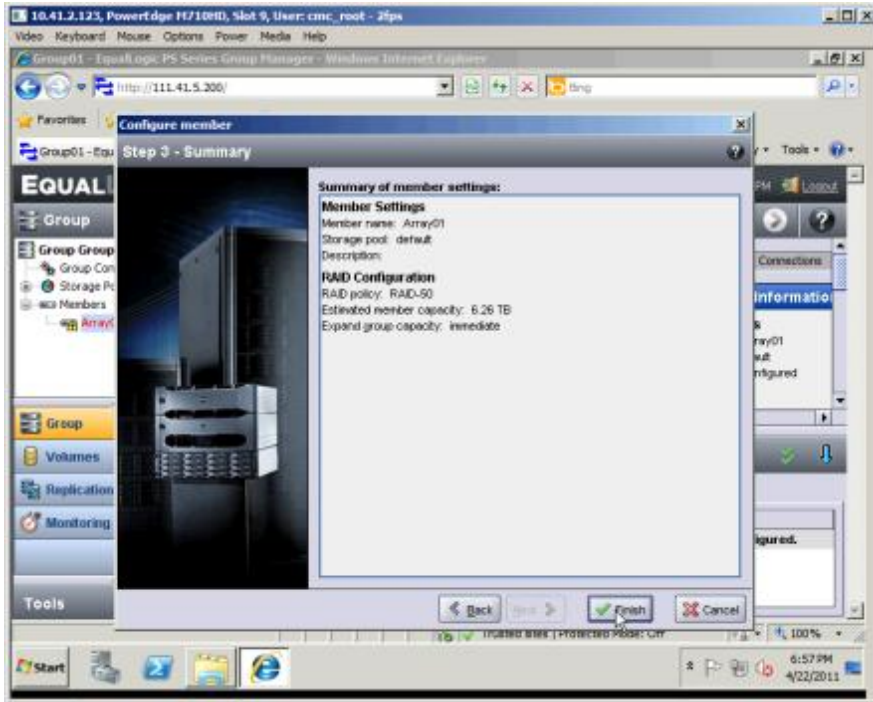 10.41.2.123, PowerEdge M710HD, Slot 9, User: cmc_root - 2fps
Video Keyboard Mouse Options Power Media Help
Group01 - EqualLogic PS Series Group Manager - Windows Internet Explorer
http://111.41.5.200/
Bing
Favorites
Configure member
Group01 - Equ
Step 3 - Summary
Tools
EQUALL
PM Logout
Group
Summary of member settings:
Member Settings
Member name: Array01
Storage pool: default
Description:
RAID Configuration
RAID policy: RAID-50
Estimated member capacity: 6.26 TB
Expand group capacity: immediate
Group Group
Group Con
Storage Po
Members
Array
Connections
Informatio
ray01
ault
nfigured
Group
Volumes
Replication
Monitoring
igured.
Tools
Back
Next
Finish
Cancel
Trusted sites | Protected Mode: Off
100%
Start
6:57 PM
4/22/2011